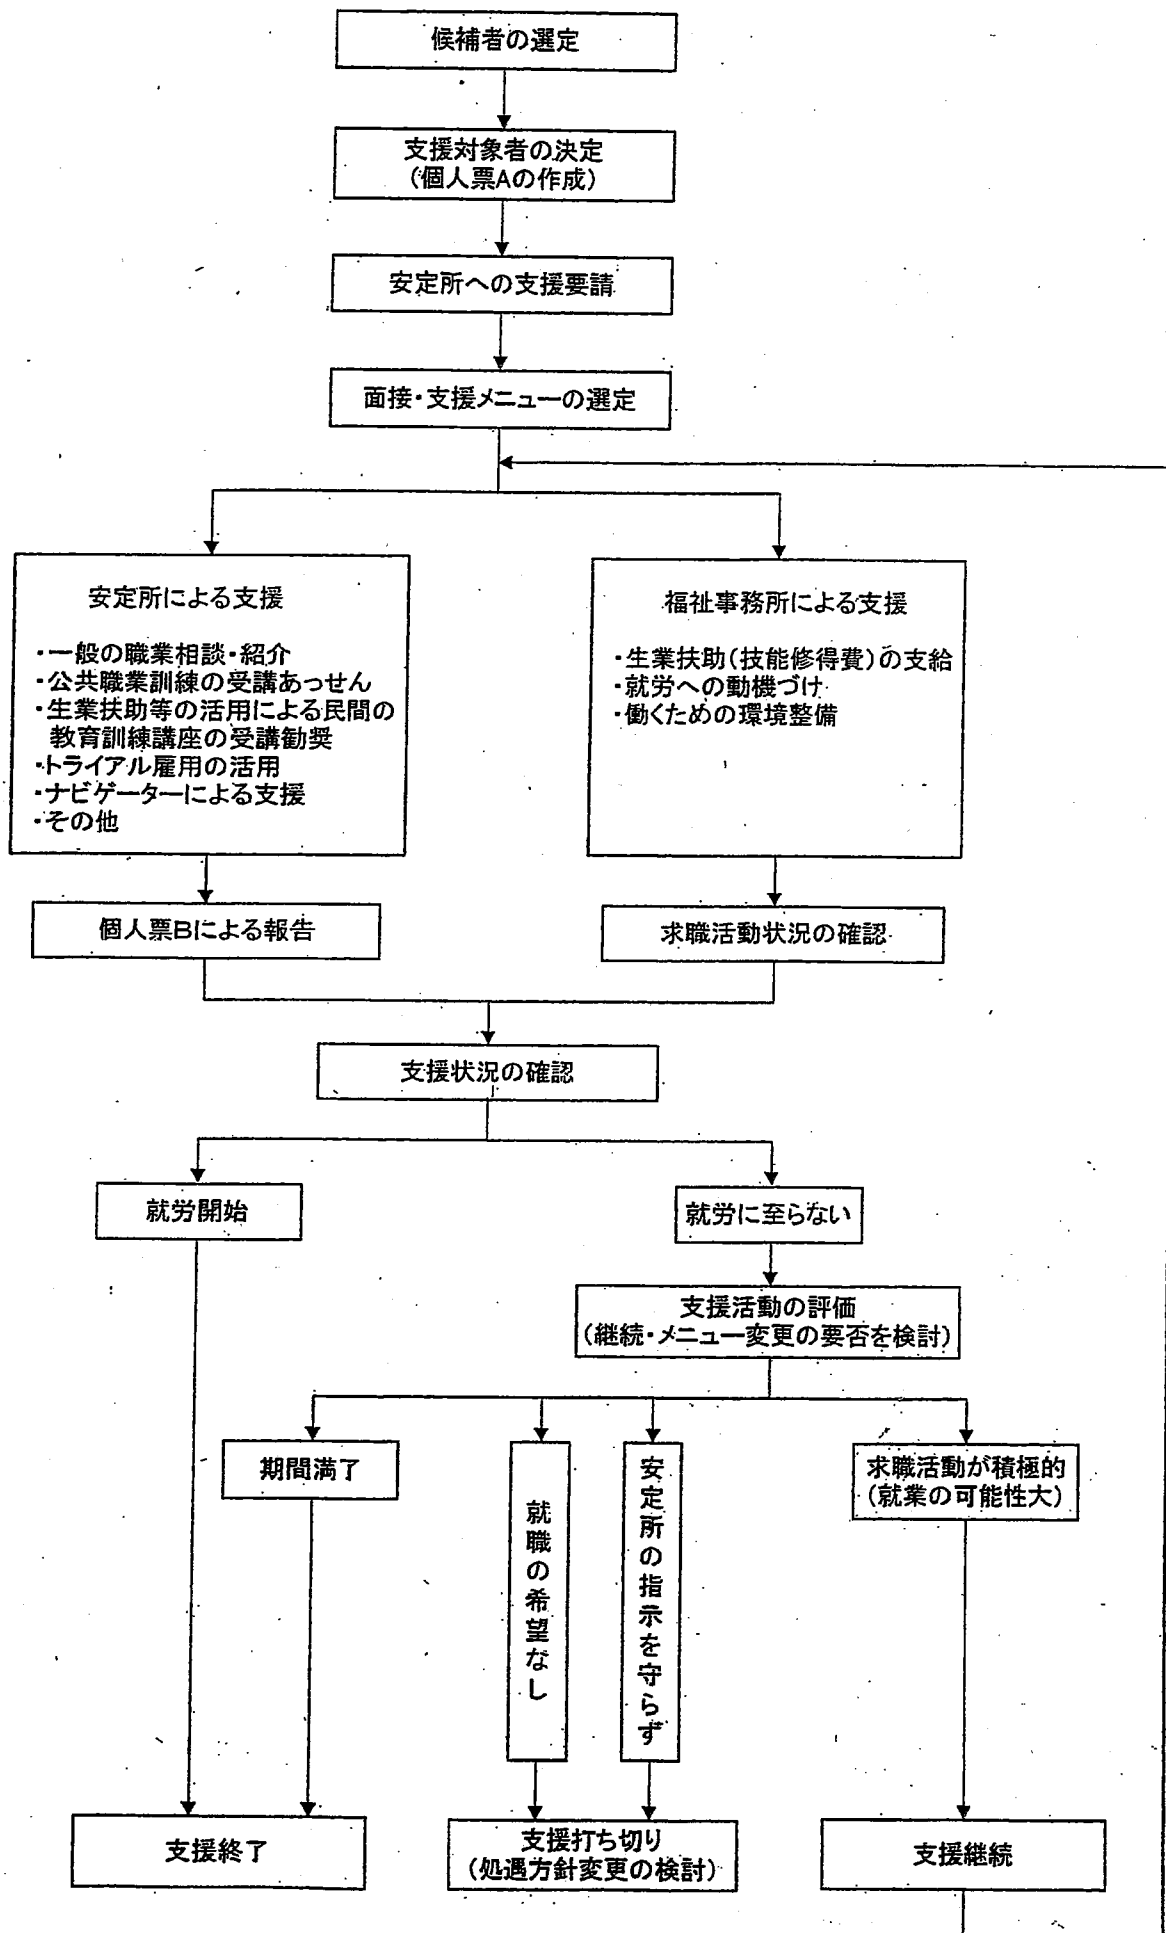 候補者の選定
支援対象者の決定
(個人票Aの作成)
安定所への支援要請
面接・支援メニューの選定
安定所による支援
・一般の職業相談・紹介
・公共職業訓練の受講あっせん
・生業扶助等の活用による民間の
教育訓練講座の受講勧奨
・トライアル雇用の活用
・ナビゲーターによる支援
・その他
福祉事務所による支援
・生業扶助(技能修得費)の支給
・就労への動機づけ
・働くための環境整備
個人票Bによる報告
求職活動状況の確認
支援状況の確認
就労開始
就労に至らない
支援活動の評価
(継続・メニュー変更の要否を検討)
期間満了
就職の希望なし
安定所の指示を守らず
求職活動が積極的
(就業の可能性大)
支援終了
支援打ち切り
(処遇方針変更の検討)
支援継続